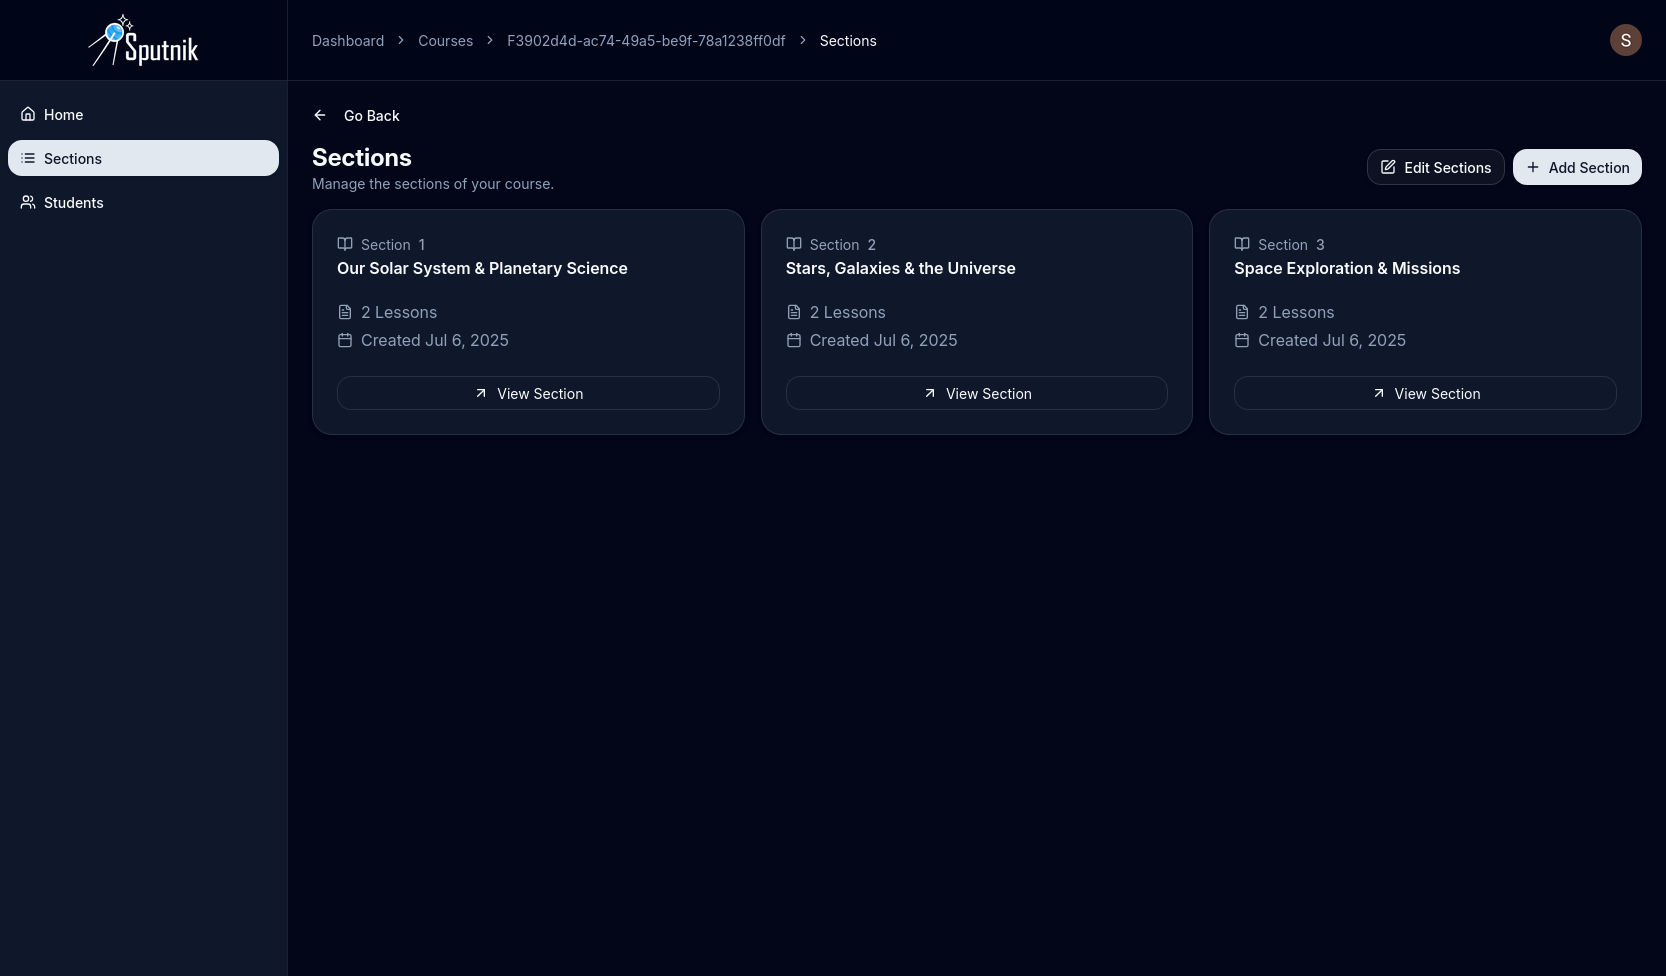 Sputnik
Dashboard > Courses > F3902d4d-ac74-49a5-be9f-78a1238ff0df > Sections
S
Home
Sections
Students
Go Back
Sections
Manage the sections of your course.
Edit Sections
Add Section
Section 1
Our Solar System & Planetary Science
2 Lessons
Created Jul 6, 2025
View Section
Section 2
Stars, Galaxies & the Universe
2 Lessons
Created Jul 6, 2025
View Section
Section 3
Space Exploration & Missions
2 Lessons
Created Jul 6, 2025
View Section